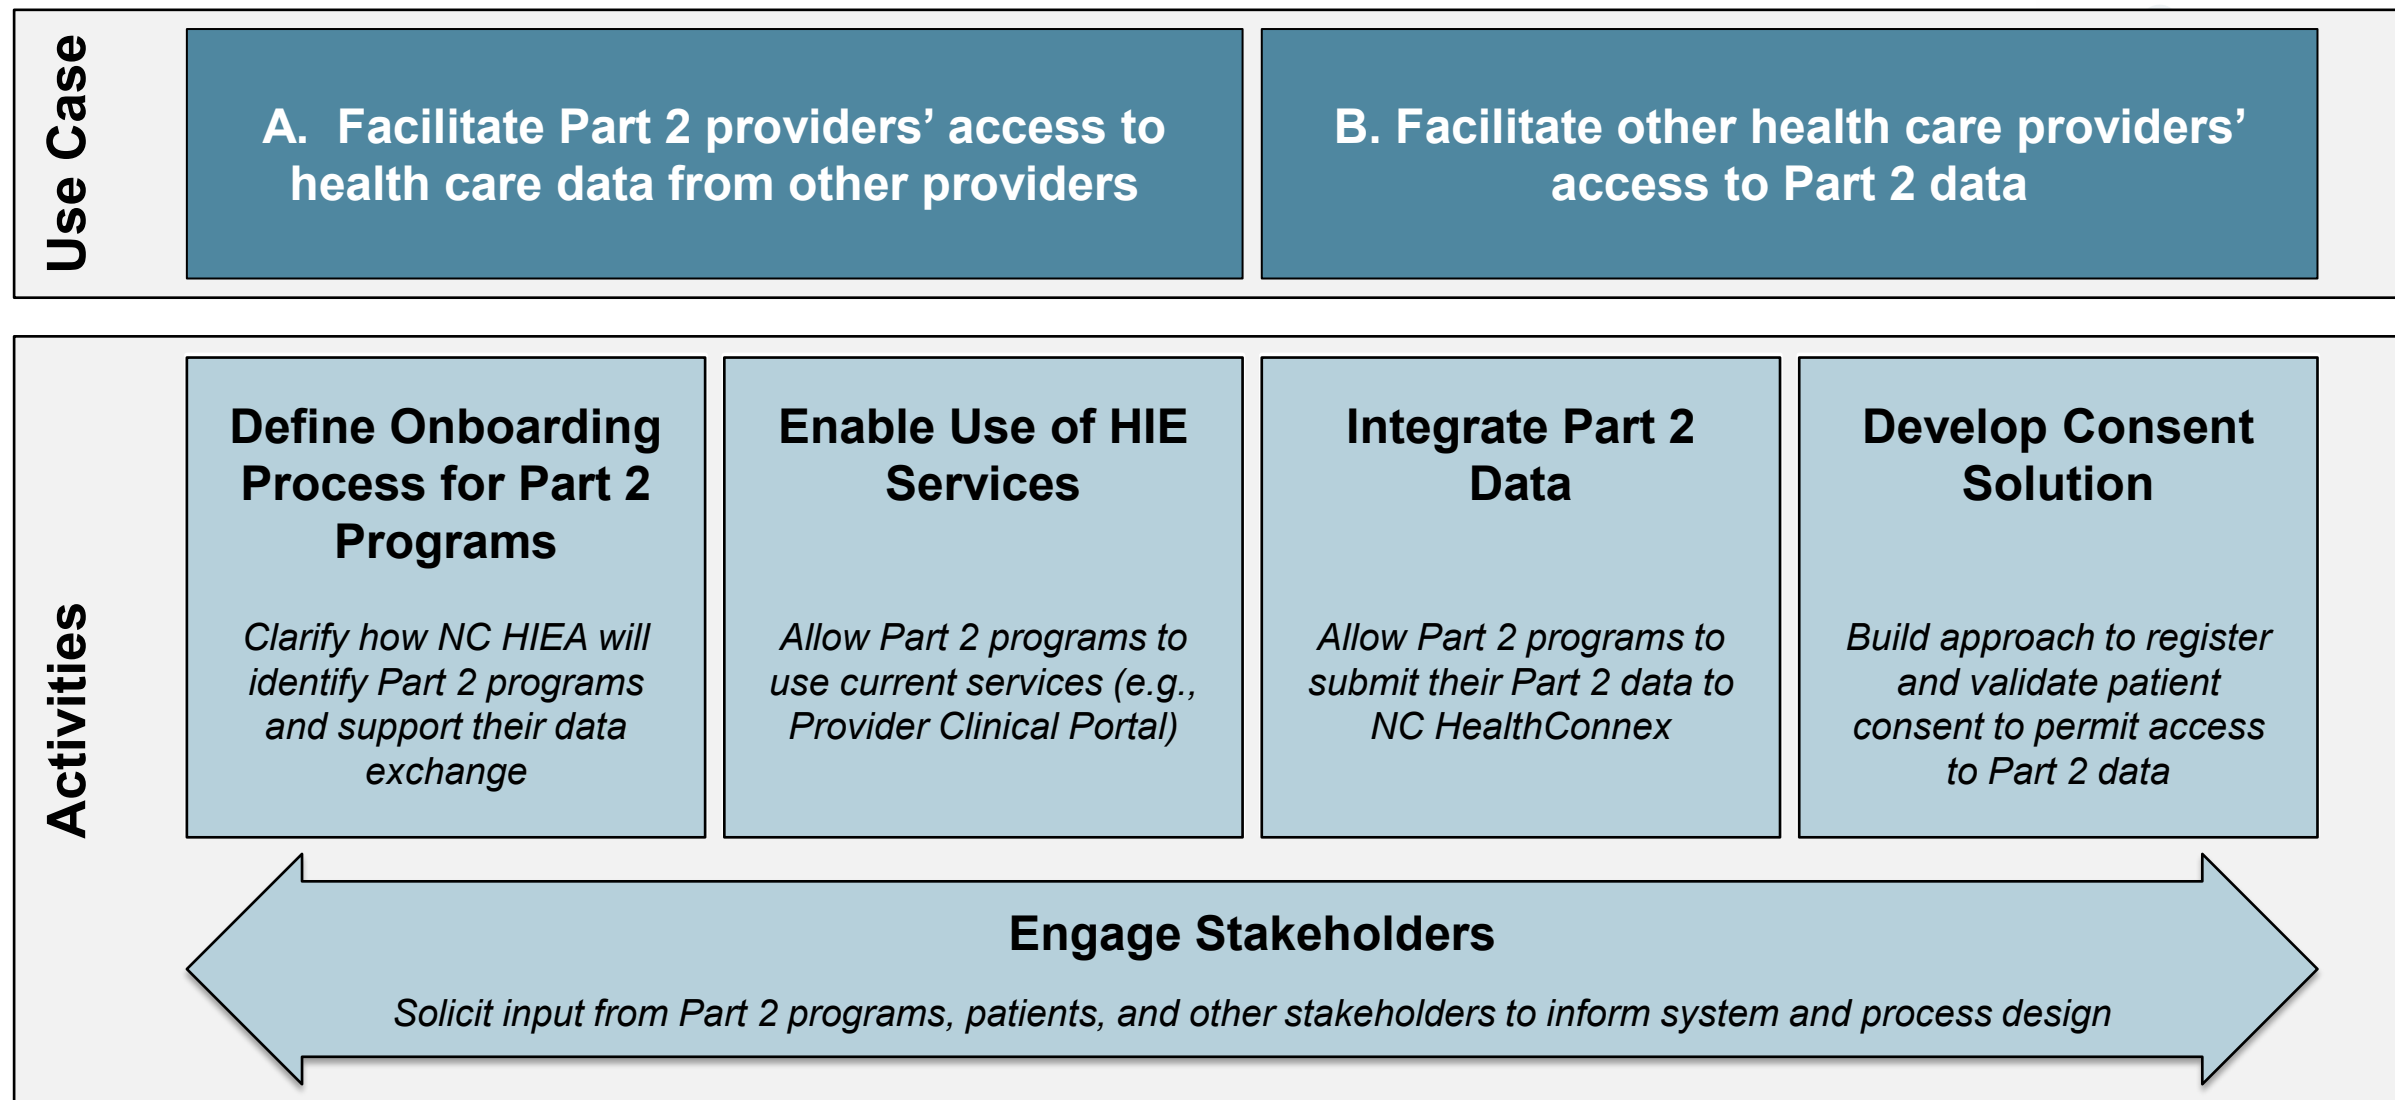 Use Case
A. Facilitate Part 2 providers’ access to
health care data from other providers
B. Facilitate other health care providers’
access to Part 2 data
Activities
Define Onboarding
Process for Part 2
Programs
Clarify how NC HIEA will
identify Part 2 programs
and support their data
exchange
Enable Use of HIE
Services
Allow Part 2 programs to
use current services (e.g.,
Provider Clinical Portal)
Integrate Part 2
Data
Allow Part 2 programs to
submit their Part 2 data to
NC HealthConnex
Develop Consent
Solution
Build approach to register
and validate patient
consent to permit access
to Part 2 data
Engage Stakeholders
Solicit input from Part 2 programs, patients, and other stakeholders to inform system and process design